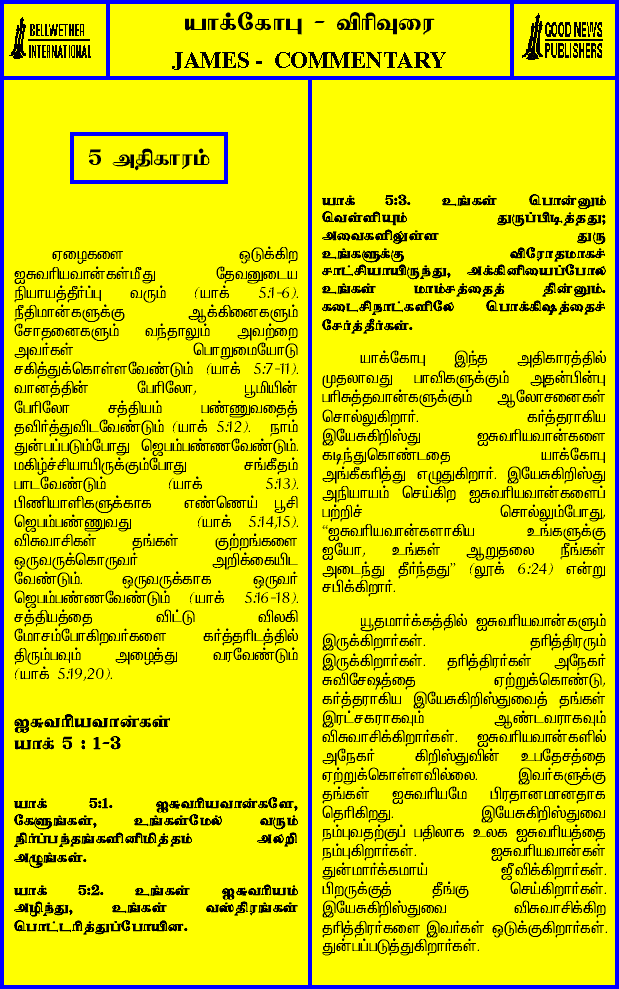 BELLWETHER
INTERNATIONAL
யாக்கோபு - விரிவுரை
JAMES - COMMENTARY
GOOD NEWS
PUBLISHERS
5 அதிகாரம்
ஏழைகளை ஒடுக்கிற
ஐசுவரியவான்கள்மீது தேவனுடைய
நியாயத்தீர்ப்பு வரும் (யாக் 5:1-6).
நீதிமான்களுக்கு ஆக்கினைகளும்
சோதனைகளும் வந்தாலும் அவற்றை
அவர்கள் பொறுமையோடு
சகித்துக்கொள்ளவேண்டும் (யாக் 5:7-11).
வானத்தின் பேரிலோ, பூமியின்
பேரிலோ சத்தியம் பண்ணுவதைத்
தவிர்த்துவிடவேண்டும் (யாக் 5:12). நாம்
துன்பப்படும்போது ஜெபம்பண்ணவேண்டும்.
மகிழ்ச்சியாயிருக்கும்போது சங்கீதம்
பாடவேண்டும் (யாக் 5:13).
பிணியாளிகளுக்காக எண்ணெய் பூசி
ஜெபம்பண்ணுவது (யாக் 5:14,15).
விசுவாசிகள் தங்கள் குற்றங்களை
ஒருவருக்கொருவர் அறிக்கையிட
வேண்டும். ஒருவருக்காக ஒருவர்
ஜெபம்பண்ணவேண்டும் (யாக் 5:16-18).
சத்தியத்தை விட்டு விலகி
மோசம்போகிறவர்களை கர்த்தரிடத்தில்
திரும்பவும் அழைத்து வரவேண்டும்
(யாக் 5:19,20).
ஐசுவரியவான்கள்
யாக் 5 : 1-3
யாக் 5:1. ஐசுவரியவான்களே,
கேளுங்கள், உங்கள்மேல் வரும்
நிர்ப்பந்தங்களினிமித்தம் அலறி
அழுங்கள்.
யாக் 5:2. உங்கள் ஐசுவரியம்
அழிந்து, உங்கள் வஸ்திரங்கள்
பொட்டரித்துப்போயின.
யாக் 5:3. உங்கள் பொன்னும்
வெள்ளியும் துருப்பிடித்தது;
அவைகளிலுள்ள துரு
உங்களுக்கு விரோதமாகச்
சாட்சியாயிருந்து, அக்கினியைப்போல
உங்கள் மாம்சத்தைத் தின்னும்.
கடைசிநாட்களிலே பொக்கிஷத்தைச்
சேர்த்தீர்கள்.
யாக்கோபு இந்த அதிகாரத்தில்
முதலாவது பாவிகளுக்கும் அதன்பின்பு
பரிசுத்தவான்களுக்கும் ஆலோசனைகள்
சொல்லுகிறார். கர்த்தராகிய
இயேசுகிறிஸ்து ஐசுவரியவான்களை
கடிந்துகொண்டதை யாக்கோபு
அங்கீகரித்து எழுதுகிறார். இயேசுகிறிஸ்து
அநியாயம் செய்கிற ஐசுவரியவான்களைப்
பற்றிச் சொல்லும்போது,
“ஐசுவரியவான்களாகிய உங்களுக்கு
ஐயோ, உங்கள் ஆறுதலை நீங்கள்
அடைந்து தீர்ந்தது” (லூக் 6:24) என்று
சபிக்கிறார்.
யூதமார்க்கத்தில் ஐசுவரியவான்களும்
இருக்கிறார்கள். தரித்திரரும்
இருக்கிறார்கள். தரித்திரர்கள் அநேகர்
சுவிசேஷத்தை ஏற்றுக்கொண்டு,
கர்த்தராகிய இயேசுகிறிஸ்துவைத் தங்கள்
இரட்சகராகவும் ஆண்டவராகவும்
விசுவாசிக்கிறார்கள். ஐசுவரியவான்களில்
அநேகர் கிறிஸ்துவின் உபதேசத்தை
ஏற்றுக்கொள்ளவில்லை. இவர்களுக்கு
தங்கள் ஐசுவரியமே பிரதானமானதாக
தெரிகிறது. இயேசுகிறிஸ்துவை
நம்புவதற்குப் பதிலாக உலக ஐசுவரியத்தை
நம்புகிறார்கள். ஐசுவரியவான்கள்
துன்மார்க்கமாய் ஜீவிக்கிறார்கள்.
பிறருக்குத் தீங்கு செய்கிறார்கள்.
இயேசுகிறிஸ்துவை விசுவாசிக்கிற
தரித்திரர்களை இவர்கள் ஒடுக்குகிறார்கள்.
துன்பப்படுத்துகிறார்கள்.